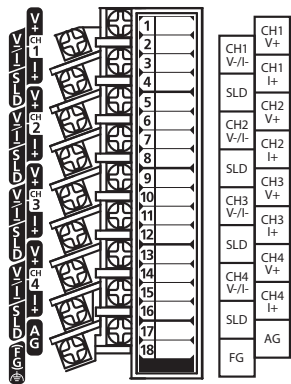 V-/I-
SLD
V-/I-
SLD
V-/I-
SLD
V-/I-
SLD
FG
V+
CH
1
I+
V+
CH
2
I+
V+
CH
3
I+
V+
CH
4
I+
AG
1
2
3
4
5
6
7
8
9
10
11
12
13
14
15
16
17
18
CH1
V-/I-
SLD
CH2
V-/I-
SLD
CH3
V-/I-
SLD
CH4
V-/I-
SLD
FG
CH1
V+
CH1
I+
CH2
V+
CH2
I+
CH3
V+
CH3
I+
CH4
V+
CH4
I+
AG